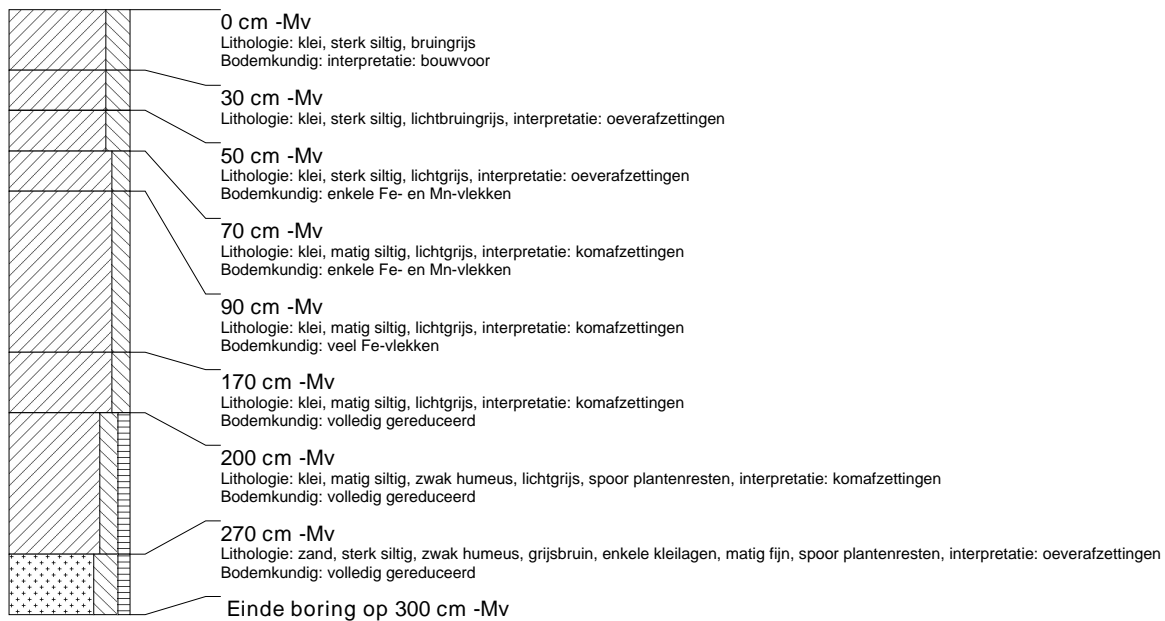 0 cm -Mv
Lithologie: klei, sterk siltig, bruingrijs
Bodemkundig: interpretatie: bouwvoor
30 cm -Mv
Lithologie: klei, sterk siltig, lichtbruingrijs, interpretatie: oeverafzettingen
50 cm -Mv
Lithologie: klei, sterk siltig, lichtgrijs, interpretatie: oeverafzettingen
Bodemkundig: enkele Fe- en Mn-vlekken
70 cm -Mv
Lithologie: klei, matig siltig, lichtgrijs, interpretatie: komafzettingen
Bodemkundig: enkele Fe- en Mn-vlekken
90 cm -Mv
Lithologie: klei, matig siltig, lichtgrijs, interpretatie: komafzettingen
Bodemkundig: veel Fe-vlekken
170 cm -Mv
Lithologie: klei, matig siltig, lichtgrijs, interpretatie: komafzettingen
Bodemkundig: volledig gereduceerd
200 cm -Mv
Lithologie: klei, matig siltig, zwak humeus, lichtgrijs, spoor plantenresten, interpretatie: komafzettingen
Bodemkundig: volledig gereduceerd
270 cm -Mv
Lithologie: zand, sterk siltig, zwak humeus, grijsbruin, enkele kleilagen, matig fijn, spoor plantenresten, interpretatie: oeverafzettingen
Bodemkundig: volledig gereduceerd
Einde boring op 300 cm -Mv